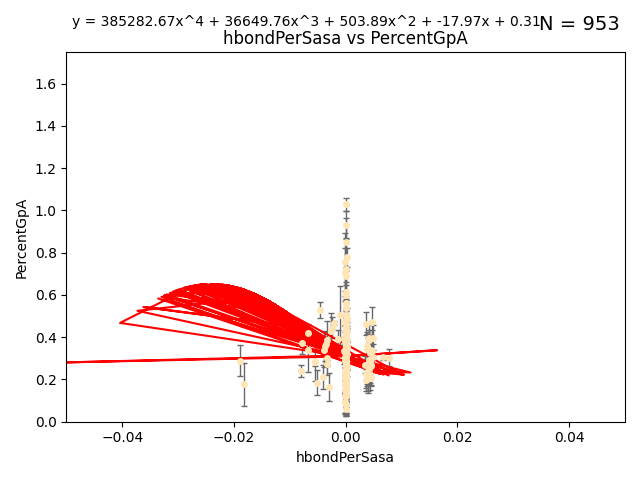 y = 385282.67x^4 + 36649.76x^3 + 503.89x^2 + -17.97x + 0.31
N = 953
hbondPerSasa vs PercentGpA
PercentGpA
1.6
1.4
1.2
1.0
0.8
0.6
0.4
0.2
0.0
−0.04
−0.02
0.00
0.02
0.04
hbondPerSasa